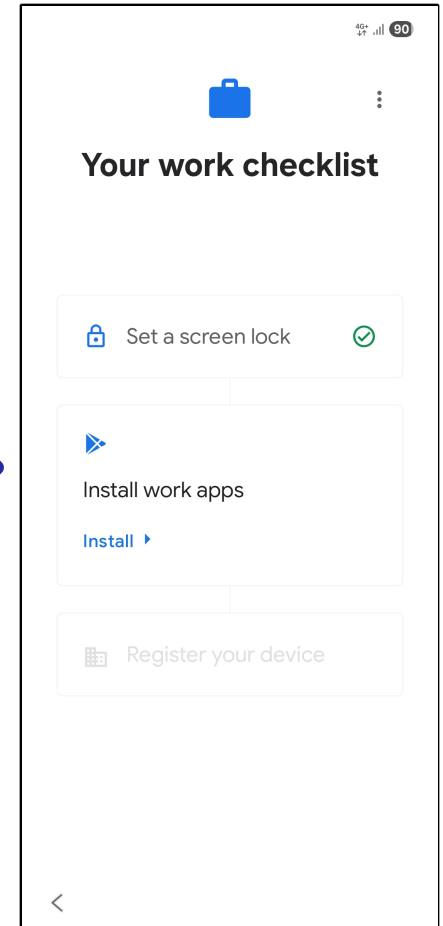 4G+ 90
Your work checklist
Set a screen lock
Install work apps
Install
Register your device